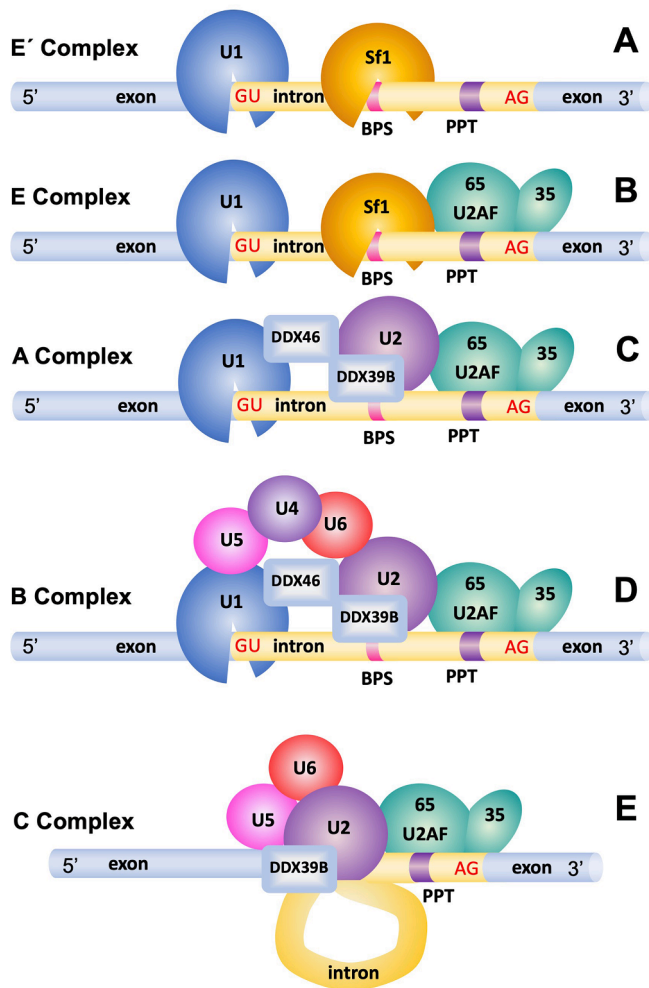 E´ Complex
A
U1
Sf1
5’ exon GU intron AG exon 3’
BPS PPT
E Complex
B
U1
Sf1
65
U2AF
35
5’ exon GU intron AG exon 3’
BPS PPT
A Complex
C
U1
DDX46
U2
DDX39B
65
U2AF
35
5’ exon GU intron AG exon 3’
BPS PPT
B Complex
D
U5
U4
U6
U1
DDX46
U2
DDX39B
65
U2AF
35
5’ exon GU intron AG exon 3’
BPS PPT
C Complex
E
U6
U5
U2
65
U2AF
35
5’ exon DDX39B AG exon 3’
PPT
intron